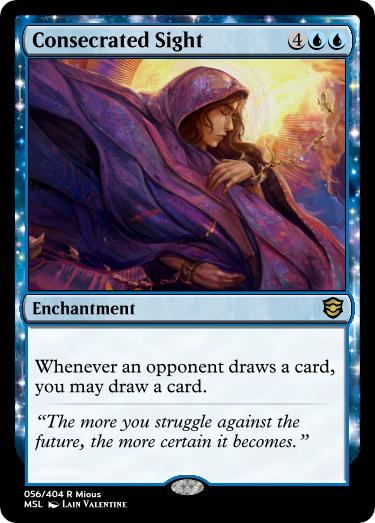 Consecrated Sight 4
Enchantment
Whenever an opponent draws a card,
you may draw a card.
“The more you struggle against the
future, the more certain it becomes.”
056/404 R Mious
MSL Lain Valentine